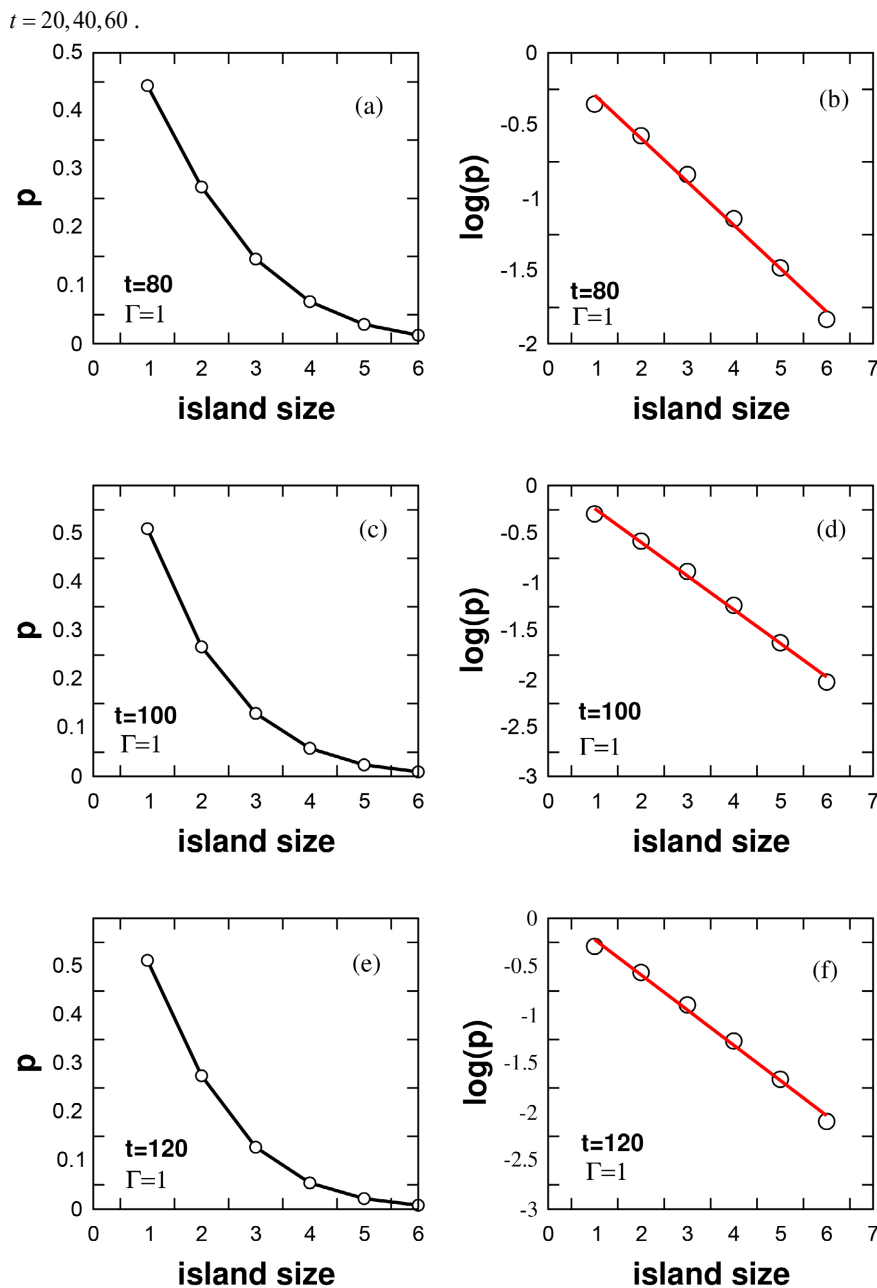 t = 20,40,60 .
0.5
0.4
0.3
0.2
0.1
0
p
(a)
t=80
Γ=1
0 1 2 3 4 5 6
island size
0
-0.5
-1
-1.5
-2
log(p)
(b)
t=80
Γ=1
0 1 2 3 4 5 6 7
island size
0.5
0.4
0.3
0.2
0.1
0
p
(c)
t=100
Γ=1
0 1 2 3 4 5 6
island size
0
-0.5
-1
-1.5
-2
-2.5
-3
log(p)
(d)
t=100
Γ=1
0 1 2 3 4 5 6 7
island size
0.5
0.4
0.3
0.2
0.1
0
p
(e)
t=120
Γ=1
0 1 2 3 4 5 6
island size
0
-0.5
-1
-1.5
-2
-2.5
-3
log(p)
(f)
t=120
Γ=1
0 1 2 3 4 5 6 7
island size